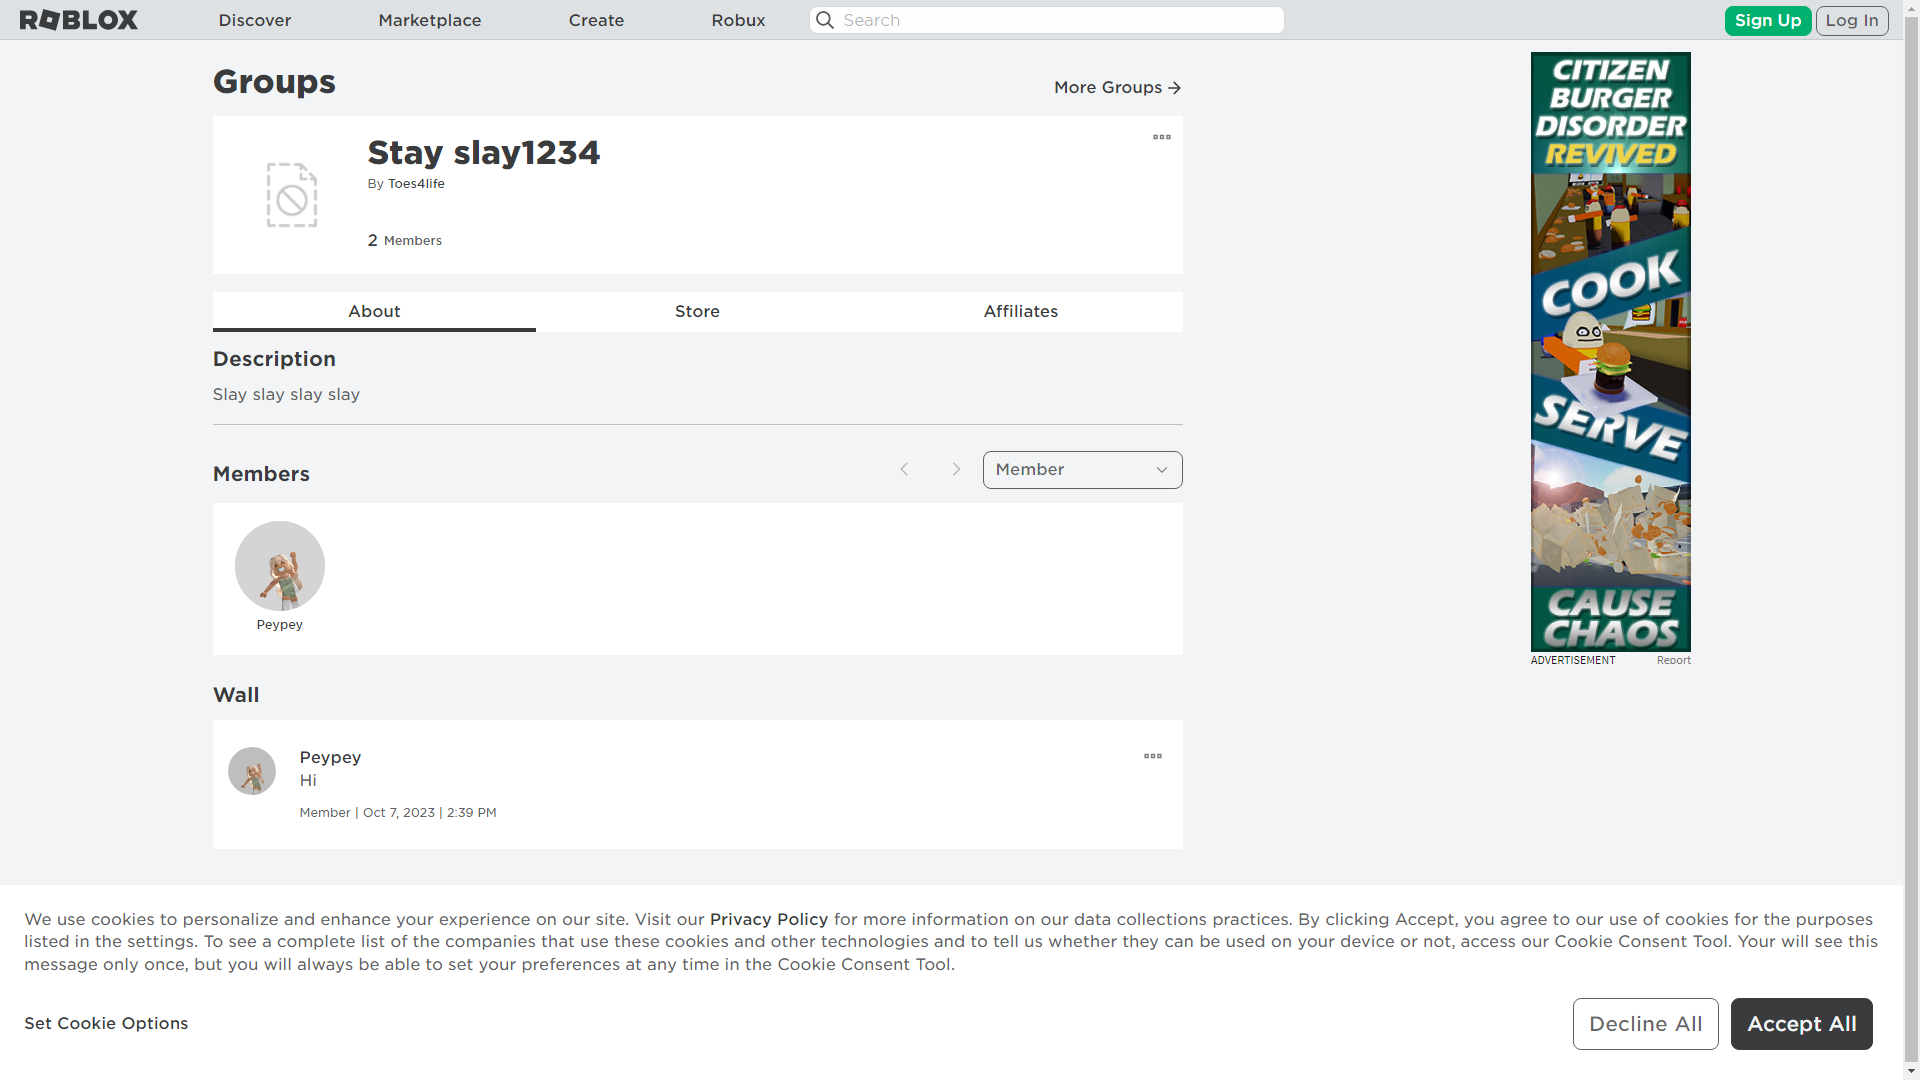 ROBLOX
Discover
Marketplace
Create
Robux
Search
Sign Up
Log In
Groups
More Groups
Stay slay1234
By Toes4life
2 Members
About
Store
Affiliates
Description
Slay slay slay slay
Members
Member
Peypey
Wall
Peypey
Hi
Member | Oct 7, 2023 | 2:39 PM
CITIZEN
BURGER
DISORDER
REVIVED
COOK
SERVE
CAUSE
CHAOS
ADVERTISEMENT
Report
We use cookies to personalize and enhance your experience on our site. Visit our Privacy Policy for more information on our data collections practices. By clicking Accept, you agree to our use of cookies for the purposes
listed in the settings. To see a complete list of the companies that use these cookies and other technologies and to tell us whether they can be used on your device or not, access our Cookie Consent Tool. Your will see this
message only once, but you will always be able to set your preferences at any time in the Cookie Consent Tool.
Set Cookie Options
Decline All
Accept All